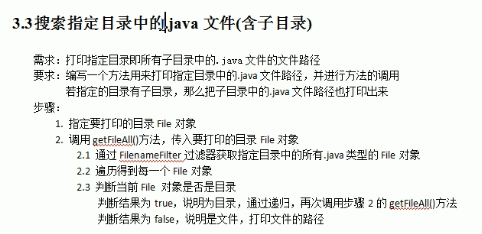 3.3搜索指定目录中的.java 文件(含子目录)
需求：打印指定目录即所有子目录中的.java 文件的文件路径
要求：编写一个方法用来打印指定目录中的.java 文件路径，并进行方法的调用
若指定的目录有子目录，那么把子目录中的.java 文件路径也打印出来
步骤：
1. 指定要打印的目录 File 对象
2. 调用 getFileAll()方法，传入要打印的目录 File 对象
2.1 通过 FilenameFilter 过滤器获取指定目录中的所有.java 类型的 File 对象
2.2 遍历得到每一个 File 对象
2.3 判断当前 File 对象是否是目录
判断结果为 true，说明为目录，通过递归，再次调用步骤 2 的 getFileAll()方法
判断结果为 false，说明是文件，打印文件的路径